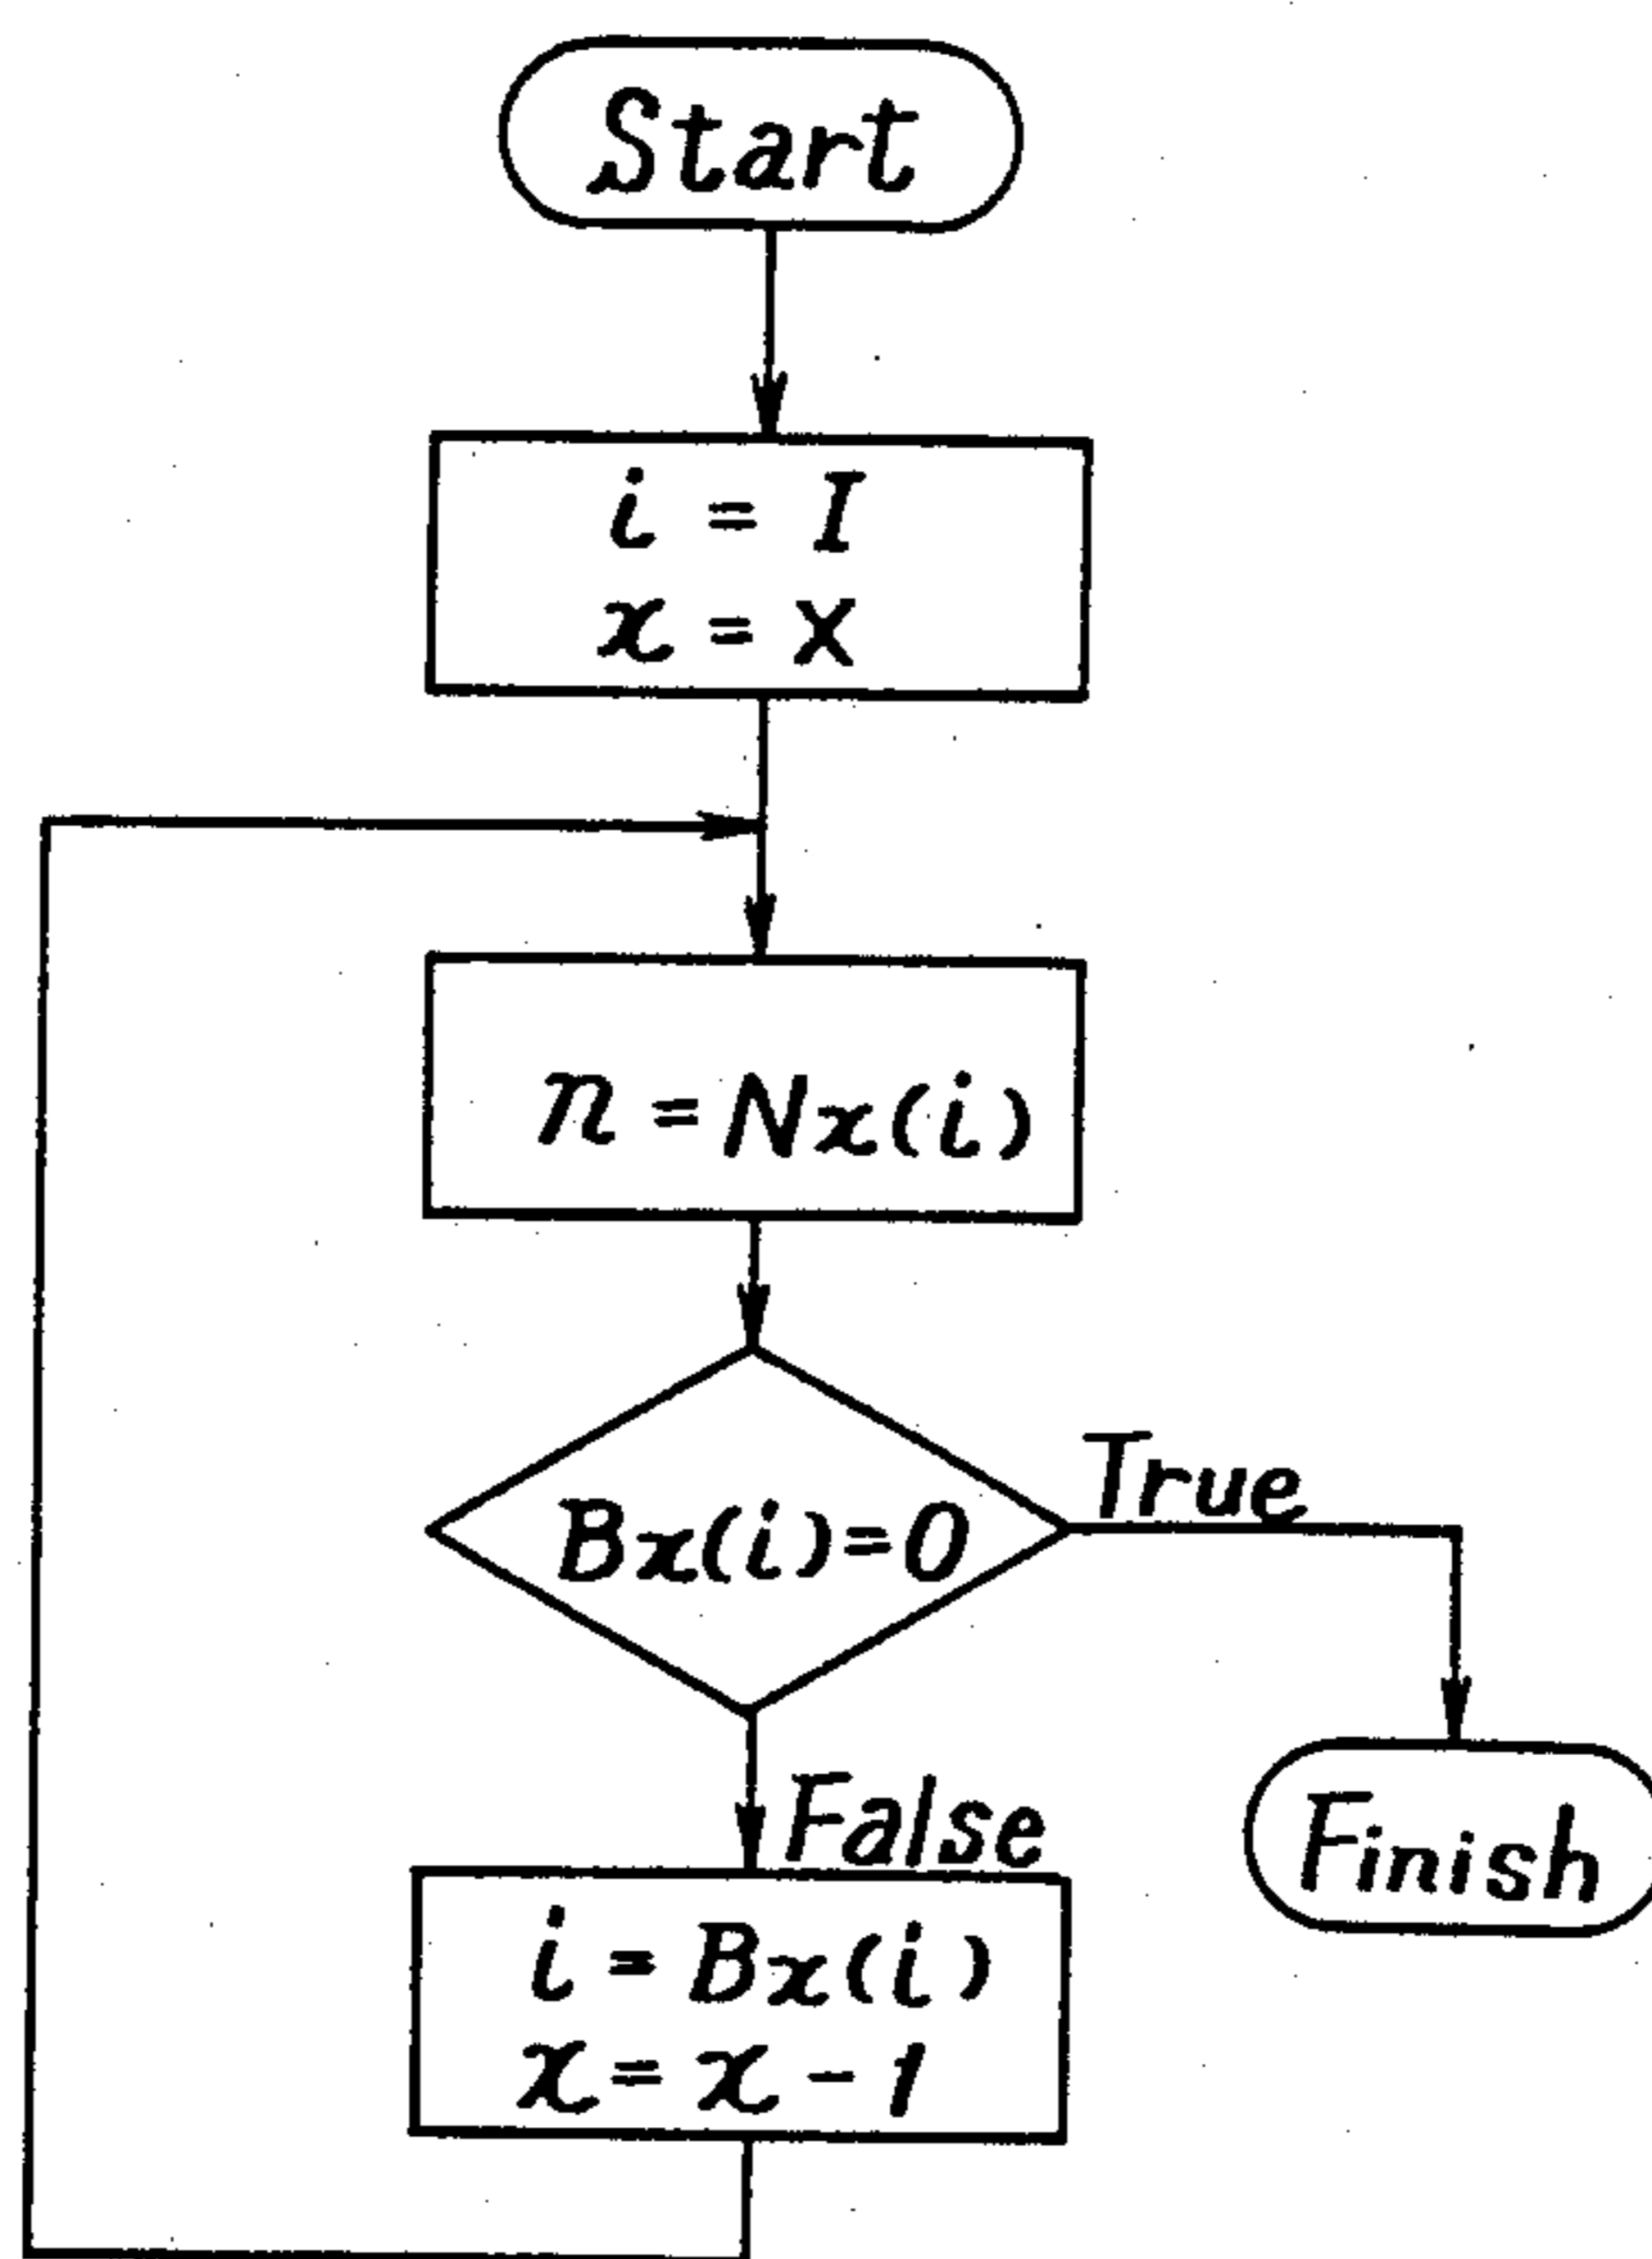 Start
i = I
x = X
n = Nx(i)
Bx(i)=0
True
False
Finish
i = Bx(i)
x = x - 1